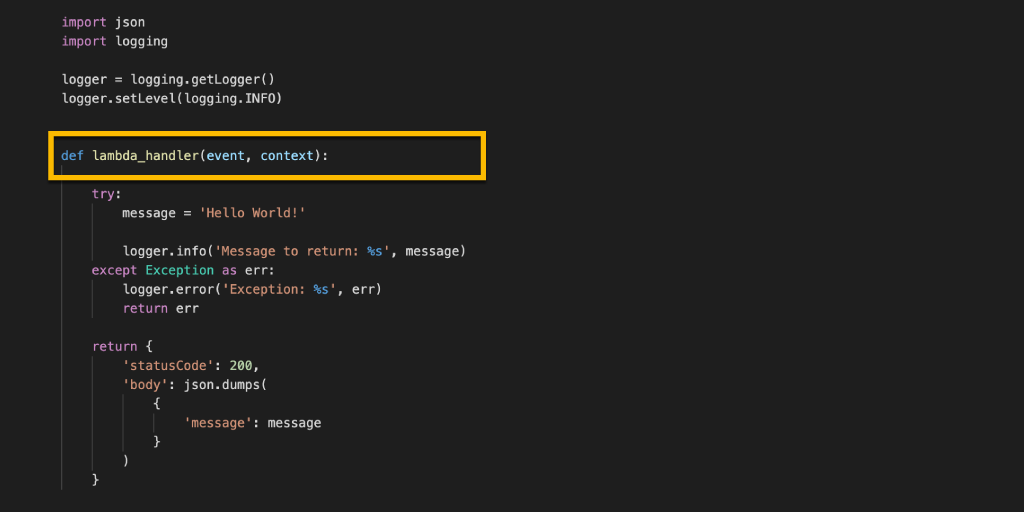 import json
import logging

logger = logging.getLogger()
logger.setLevel(logging.INFO)

def lambda_handler(event, context):

    try:
        message = 'Hello World!'

        logger.info('Message to return: %s', message)
    except Exception as err:
        logger.error('Exception: %s', err)
        return err

    return {
        'statusCode': 200,
        'body': json.dumps(
            {
                'message': message
            }
        )
    }